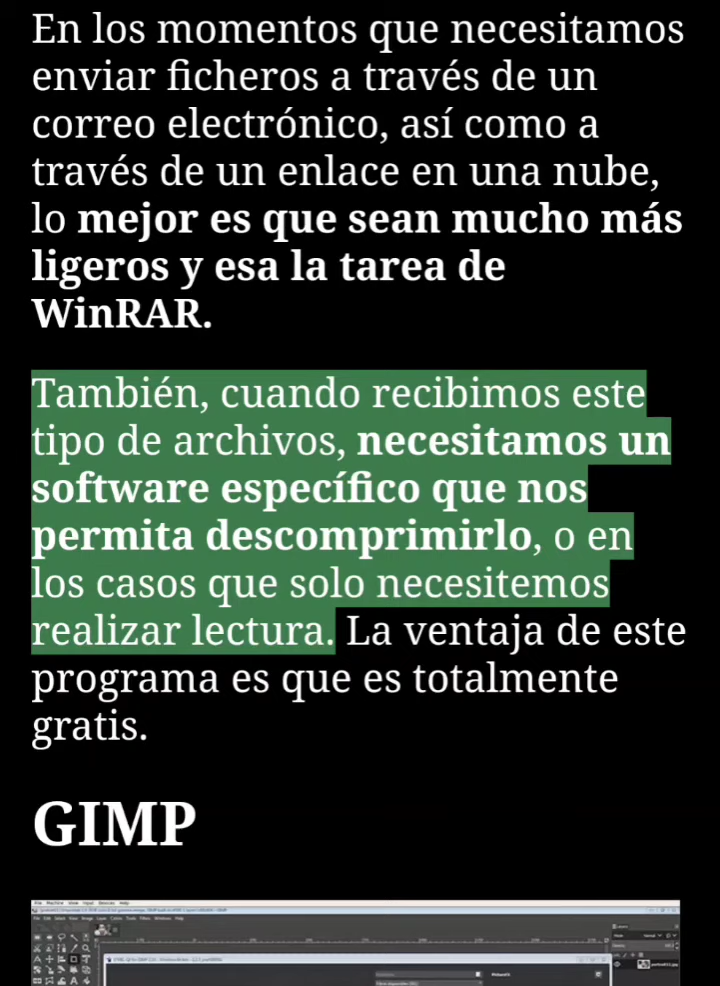 En los momentos que necesitamos
enviar ficheros a través de un
correo electrónico, así como a
través de un enlace en una nube,
lo mejor es que sean mucho más
ligeros y esa la tarea de
WinRAR.
También, cuando recibimos este
tipo de archivos, necesitamos un
software específico que nos
permita descomprimirlo, o en
los casos que solo necesitemos
realizar lectura. La ventaja de este
programa es que es totalmente
gratis.
GIMP